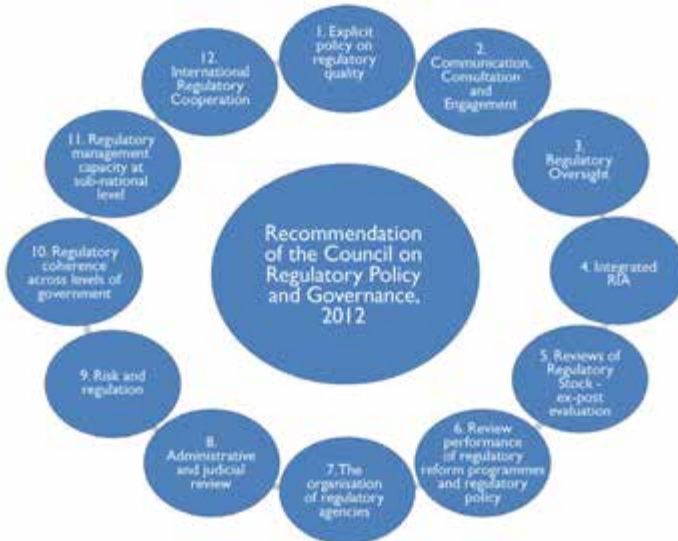 Recommendation
of the Council on
Regulatory Policy
and Governance,
2012
1. Explicit
policy on
regulatory
quality
2.
Communication,
Consultation
and
Engagement
3.
Regulatory
Oversight
4. Integrated
RIA
5. Reviews of
Regulatory
Stock -
ex-post
evaluation
6. Review
performance
of regulatory
reform programmes
and regulatory
policy
7. The
organisation
of regulatory
agencies
8.
Administrative
and judicial
review
9. Risk and
regulation
10. Regulatory
coherence
across levels of
government
11. Regulatory
management
capacity at
sub-national
level
12.
International
Regulatory
Cooperation